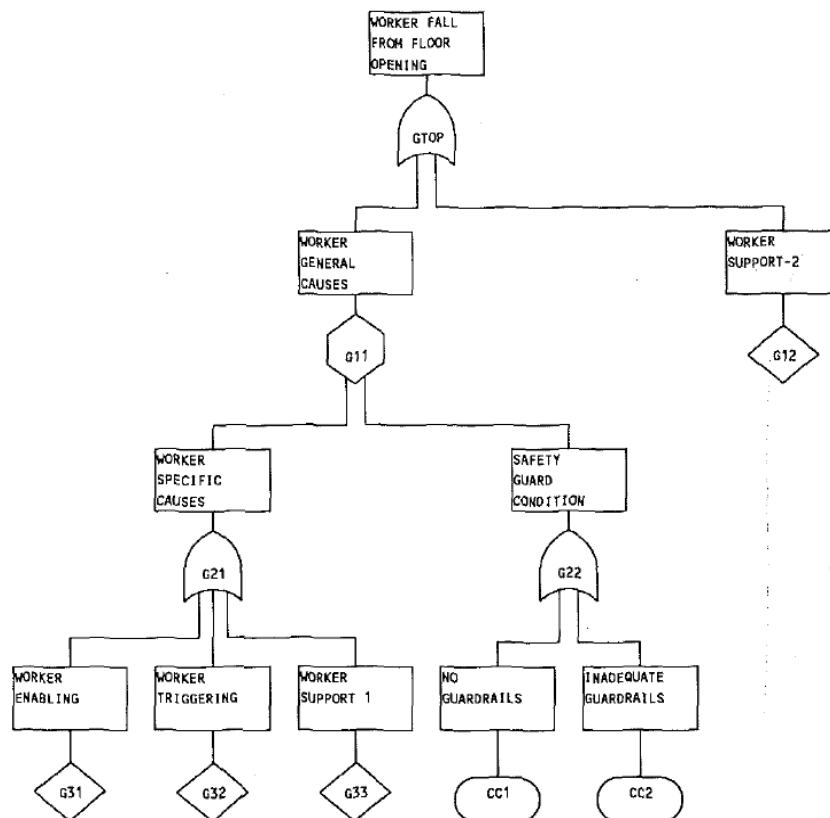 WORKER FALL
FROM FLOOR
OPENING
GTOP
WORKER
GENERAL
CAUSES
WORKER
SUPPORT-2
G11
G12
WORKER
SPECIFIC
CAUSES
SAFETY
GUARD
CONDITION
G21
G22
WORKER
ENABLING
WORKER
TRIGGERING
WORKER
SUPPORT 1
NO
GUARDRAILS
INADEQUATE
GUARDRAILS
G31
G32
G33
CC1
CC2